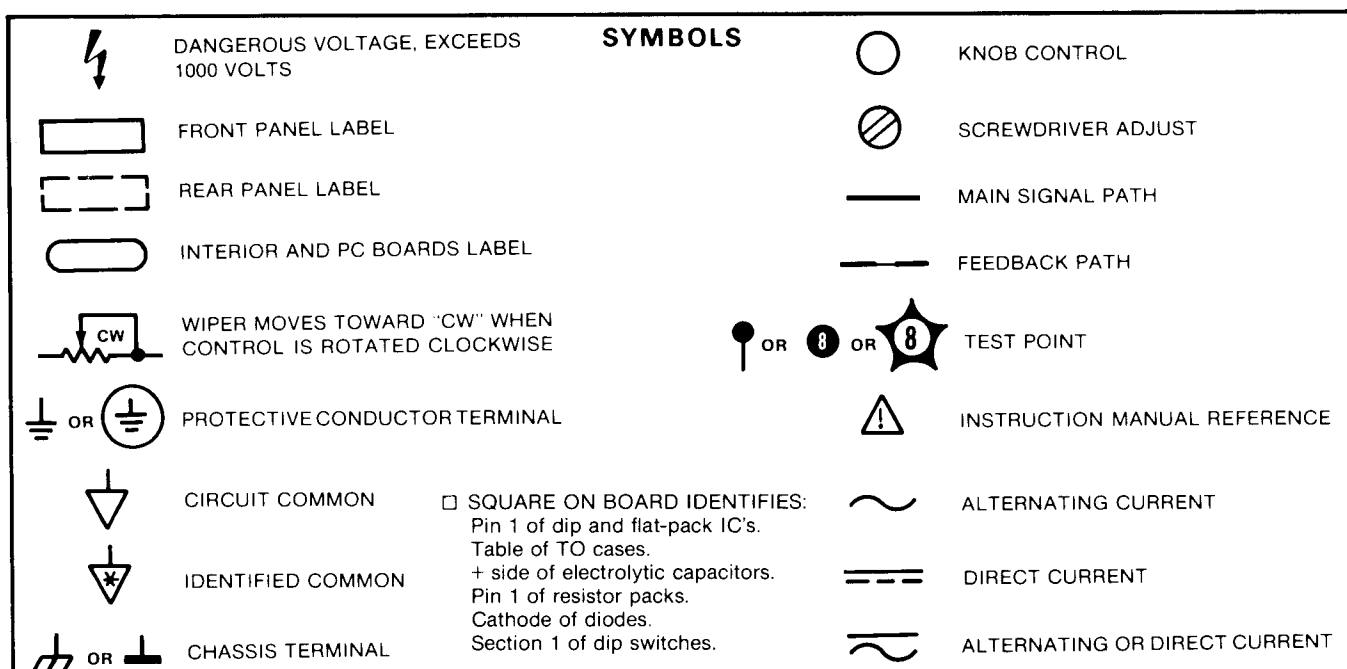 SYMBOLS
DANGEROUS VOLTAGE, EXCEEDS
1000 VOLTS
FRONT PANEL LABEL
REAR PANEL LABEL
INTERIOR AND PC BOARDS LABEL
CW
WIPER MOVES TOWARD "CW" WHEN
CONTROL IS ROTATED CLOCKWISE
OR
PROTECTIVE CONDUCTOR TERMINAL
CIRCUIT COMMON
IDENTIFIED COMMON
OR
CHASSIS TERMINAL
□ SQUARE ON BOARD IDENTIFIES:
Pin 1 of dip and flat-pack IC's.
Table of TO cases.
+ side of electrolytic capacitors.
Pin 1 of resistor packs.
Cathode of diodes.
Section 1 of dip switches.
KNOB CONTROL
SCREWDRIVER ADJUST
MAIN SIGNAL PATH
FEEDBACK PATH
OR 8 OR 8 TEST POINT
! INSTRUCTION MANUAL REFERENCE
ALTERNATING CURRENT
DIRECT CURRENT
ALTERNATING OR DIRECT CURRENT